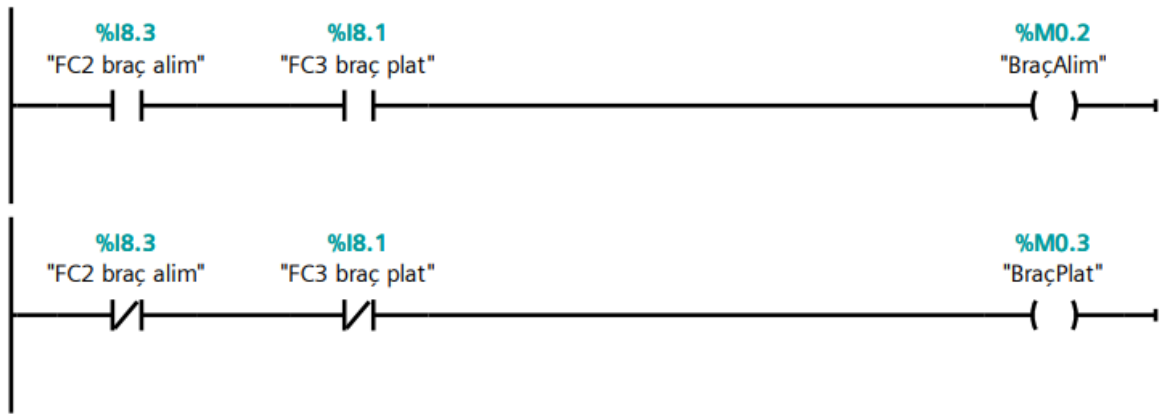 %I8.3 %I8.1 %M0.2
"FC2 braç alim" "FC3 braç plat" "BraçAlim"
%I8.3 %I8.1 %M0.3
"FC2 braç alim" "FC3 braç plat" "BraçPlat"